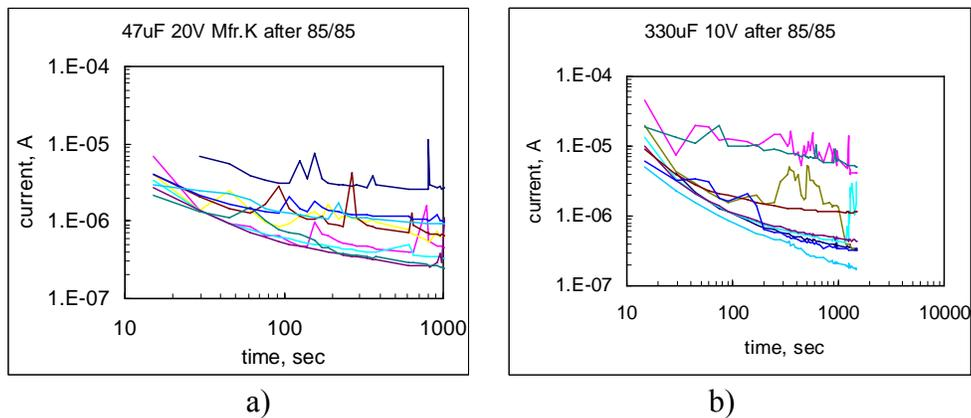 47uF 20V Mfr.K after 85/85
1.E-04
1.E-05
1.E-06
1.E-07
current, A
10
100
1000
time, sec
a)
330uF 10V after 85/85
1.E-04
1.E-05
1.E-06
1.E-07
current, A
10
100
1000
10000
time, sec
b)